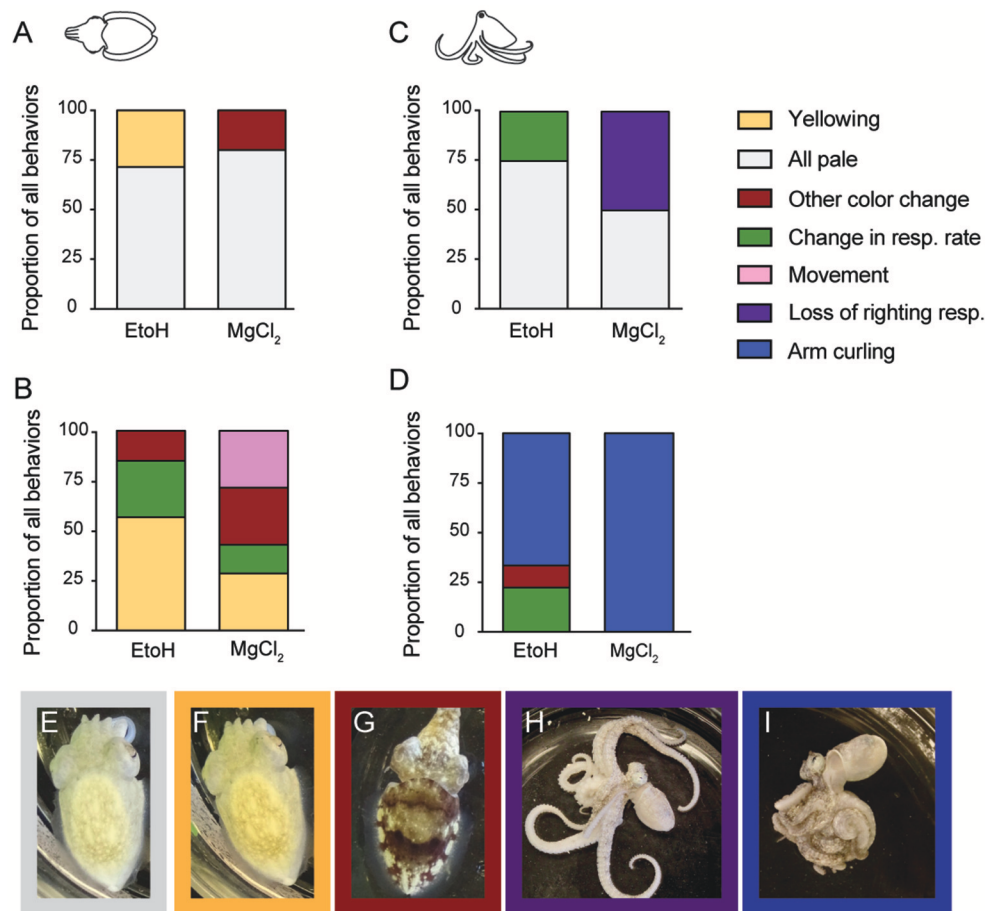 A
C
Proportion of all behaviors
100
75
50
25
0
EtoH
MgCl2
Proportion of all behaviors
100
75
50
25
0
EtoH
MgCl2
Yellowing
All pale
Other color change
Change in resp. rate
Movement
Loss of righting resp.
Arm curling
B
D
Proportion of all behaviors
100
75
50
25
0
EtoH
MgCl2
Proportion of all behaviors
100
75
50
25
0
EtoH
MgCl2
E
F
G
H
I